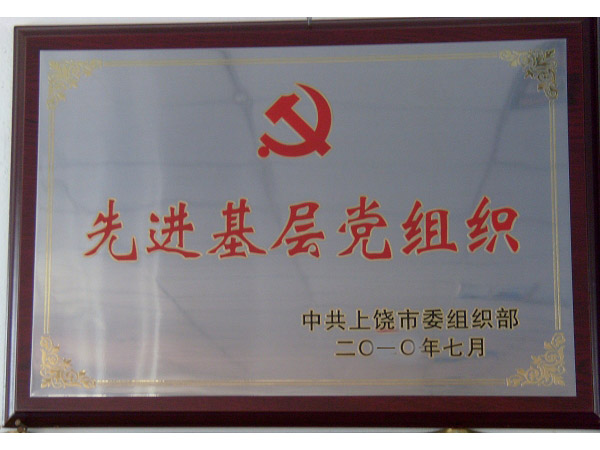 先进基层党组织
中共上饶市委组织部
二〇一〇年七月